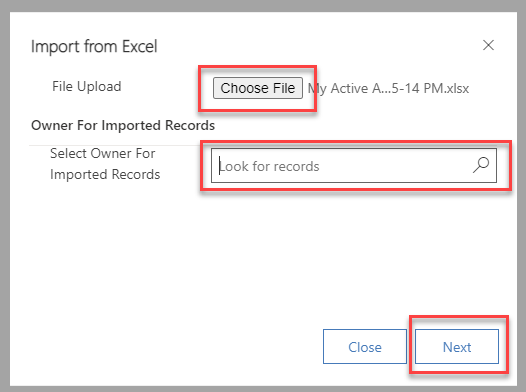 Import from Excel
File Upload
Choose File My Active A...5-14 PM.xlsx
Owner For Imported Records
Select Owner For
Imported Records
Look for records
Close
Next